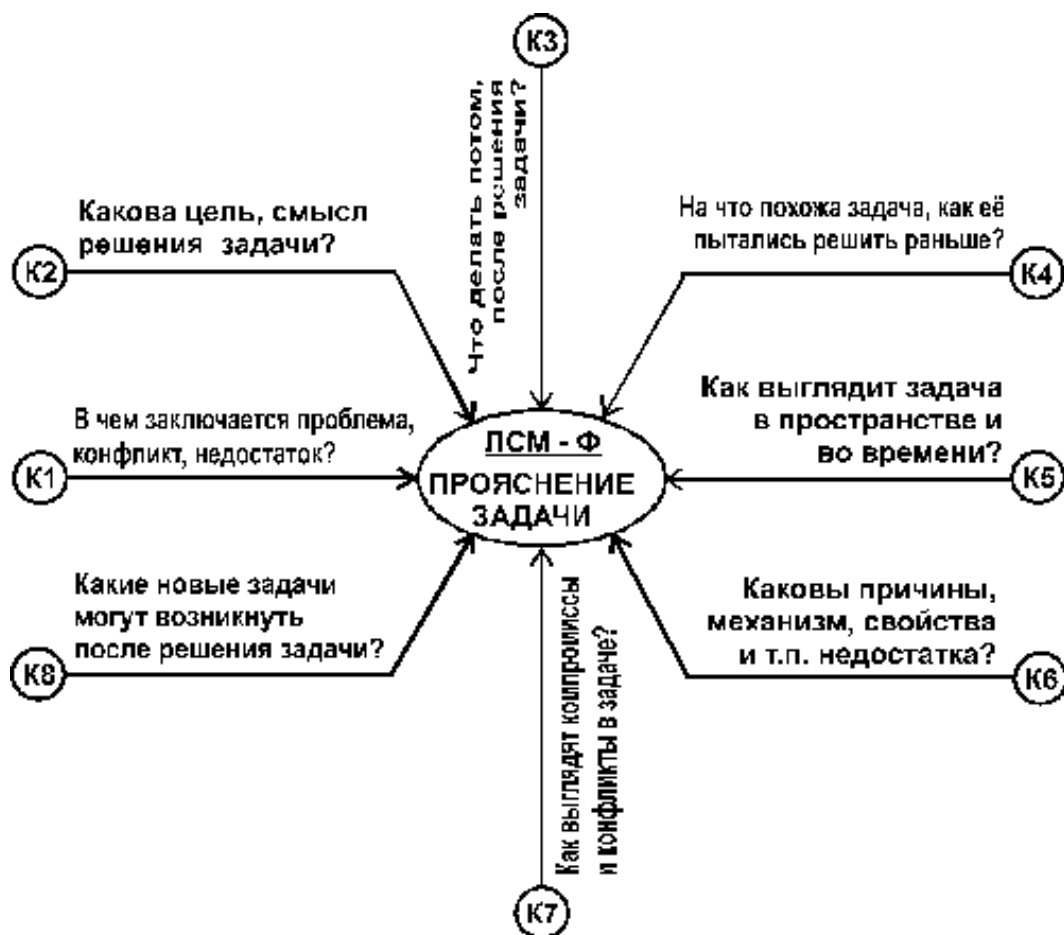 К3
Что делать потом,
после решения
задачи?
Какова цель, смысл
решения задачи?
К2
На что похожа задача, как её
пытались решить раньше?
К4
В чем заключается проблема,
конфликт, недостаток?
К1
ЛСМ - Ф
ПРОЯСНЕНИЕ
ЗАДАЧИ
Как выглядит задача
в пространстве и
во времени?
К5
Какие новые задачи
могут возникнуть
после решения задачи?
К8
Каковы причины,
механизм, свойства
и т.п. недостатка?
К6
Как выглядят компромиссы
и конфликты в задаче?
К7